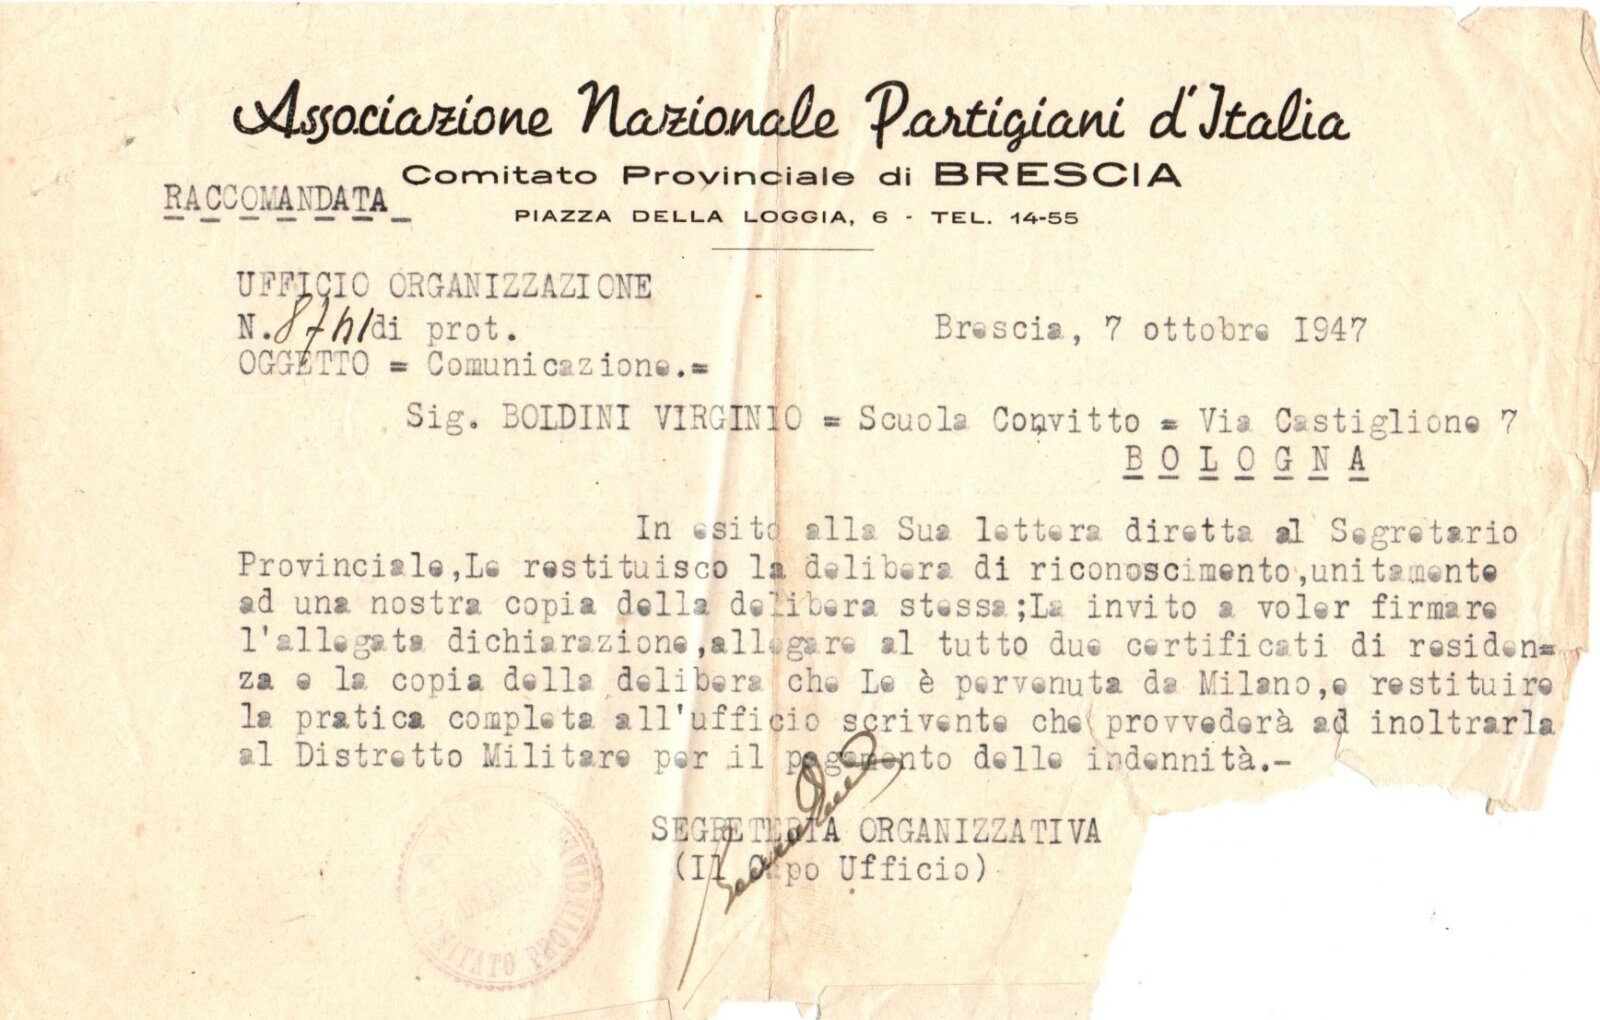 Associazione Nazionale Partigiani d'Italia
Comitato Provinciale di BRESCIA
RACCOMANDATA
PIAZZA DELLA LOGGIA, 6 - TEL. 14-55
UFFICIO ORGANIZZAZIONE
N. di prot.
Brescia, 7 ottobre 1947
OGGETTO = Comunicazione.=
Sig. BOLDINI VIRGINIO = Scuola Convitto = Via Castiglione 7
BOLOGNA
In esito alla Sua lettera diretta al Segretario
Provinciale,Le restituisco la delibera di riconoscimento,unitamente
ad una nostra copia della delibera stessa;La invito a voler firmare
l'allegata dichiarazione,allegare al tutto due certificati di residen=
za e la copia della delibera che Le è pervenuta da Milano,e restituire
la pratica completa all'ufficio scrivente che provvederà ad inoltrarla
al Distretto Militare per il pagamento delle indennità.-
SEGRETERIA ORGANIZZATIVA
(Il Capo Ufficio)
COMITATO PROVINCIALE